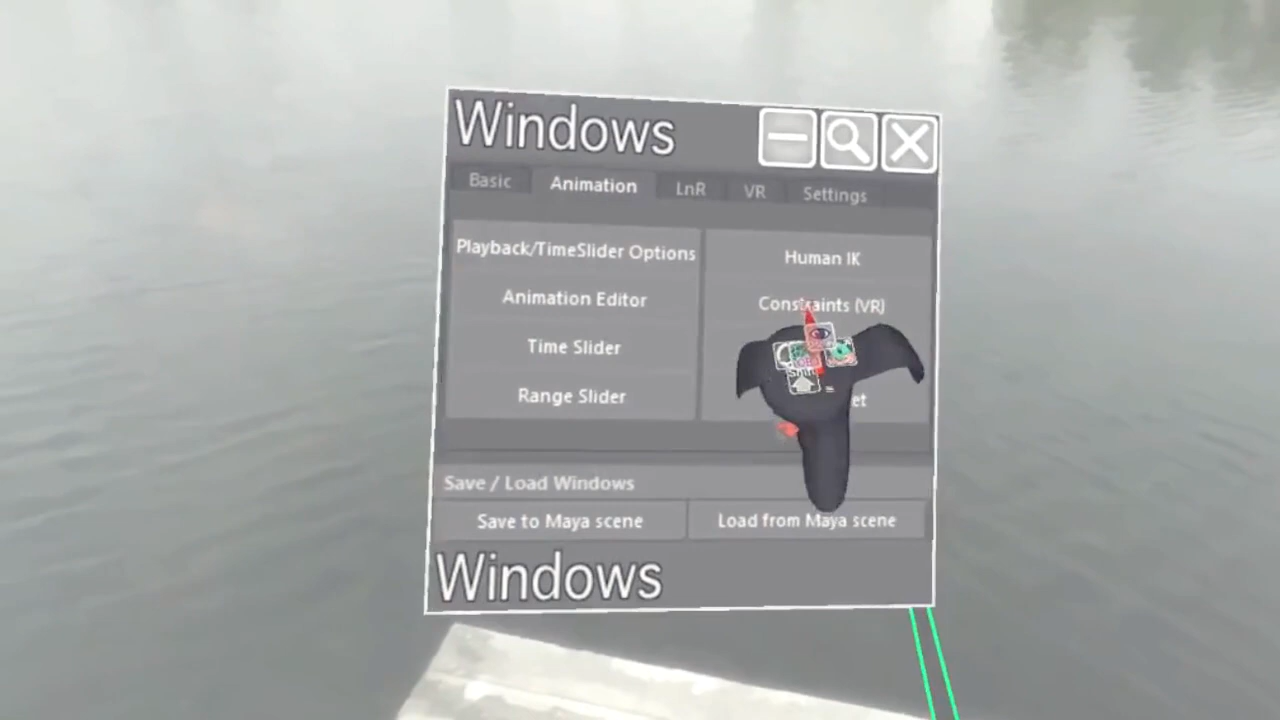 Windows
Basic Animation LnR VR Settings
Playback/TimeSlider Options Human IK
Animation Editor Constraints (VR)
Time Slider
Range Slider
Save / Load Windows
Save to Maya scene Load from Maya scene
Windows